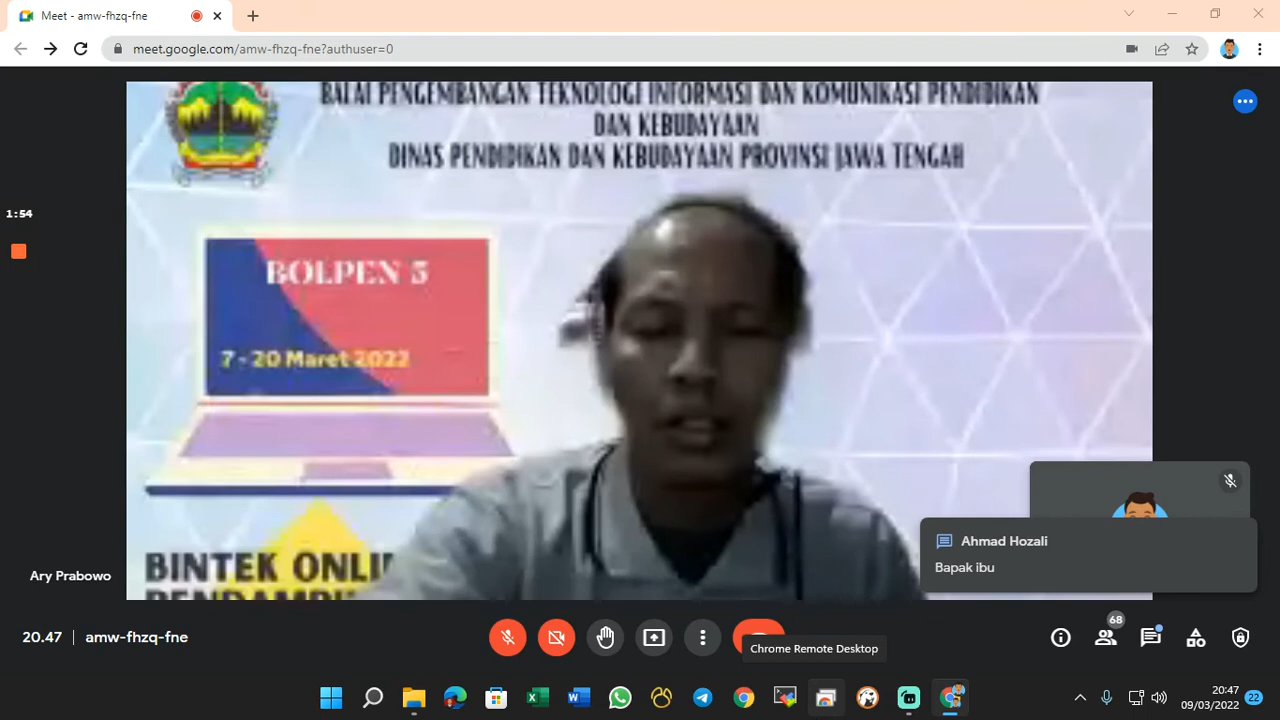 Meet - amw-fhzq-fne
meet.google.com/amw-fhzq-fne?authuser=0
BALAI PENGEMBANGAN TEKNOLOGI INFORMASI DAN KOMUNIKASI PENDIDIKAN
DAN KEBUDAYAAN
DINAS PENDIDIKAN DAN KEBUDAYAAN PROVINSI JAWA TENGAH
1:54
BOLPEN 5
7 - 20 Maret 2022
Ahmad Hozali
Bapak ibu
BINTEK ONLI
Ary Prabowo
20.47
amw-fhzq-fne
68
Chrome Remote Desktop
20:47
09/03/2022
22